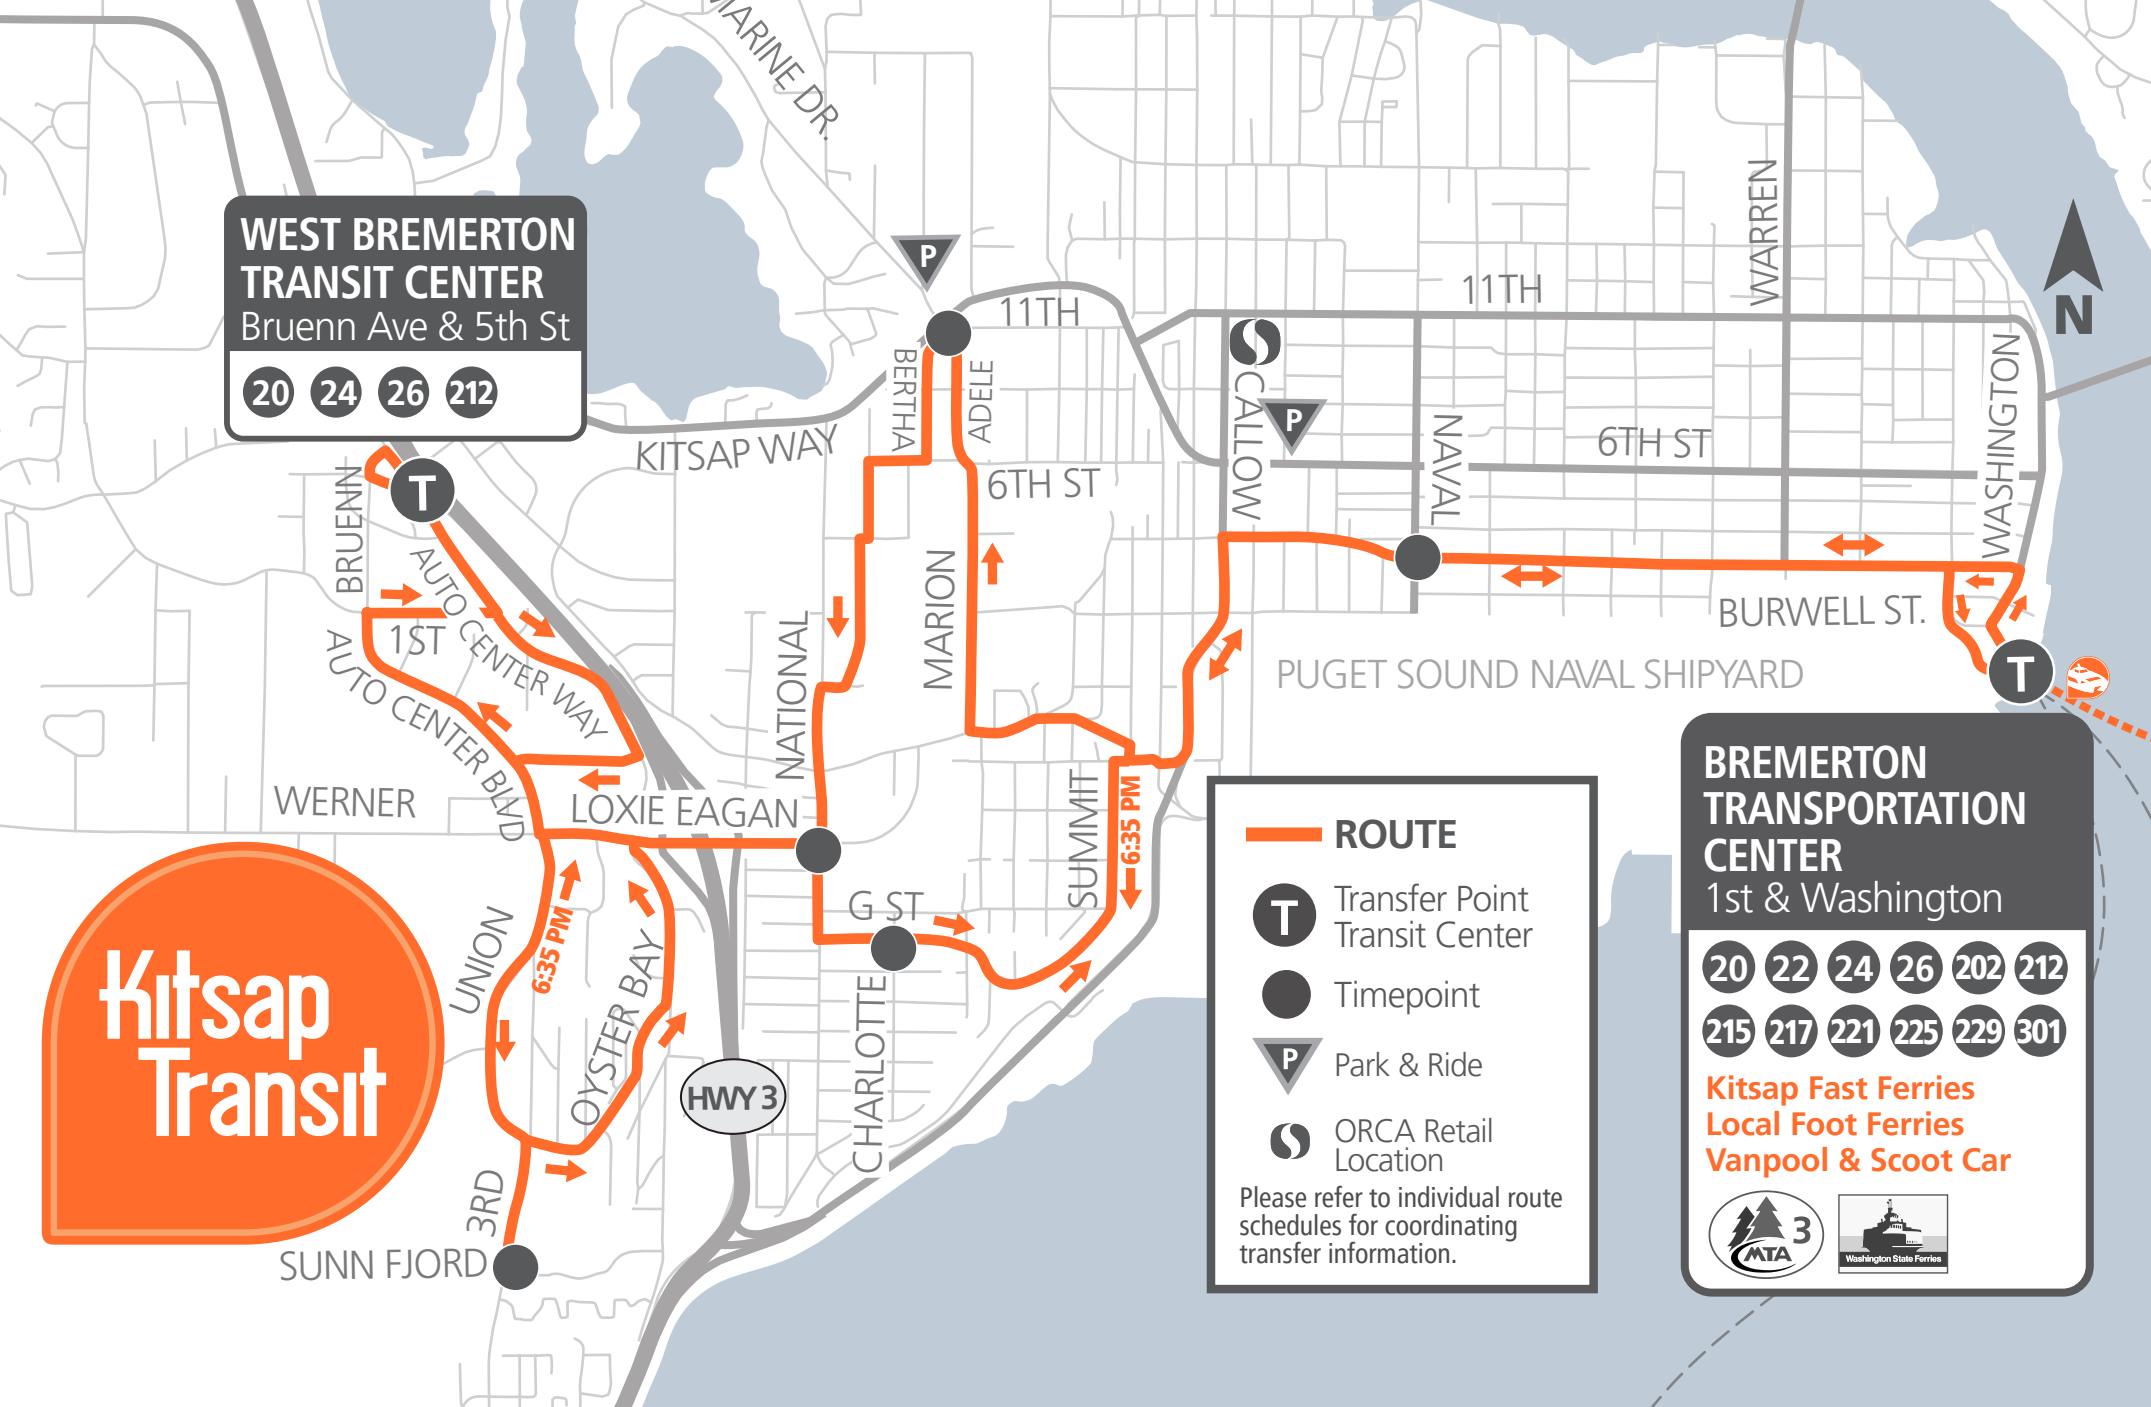 MARINE DR.
WEST BREMERTON
TRANSIT CENTER
Bruenn Ave & 5th St
20 24 26 212
P
11TH
11TH
WARREN
N
WASHINGTON
BERTHA
ADELE
CALLOW
P
NAVAL
6TH ST
6TH ST
KITSAP WAY
T
BRUENN
AUTO CENTER WAY
1ST
AUTO CENTER BLVD
NATIONAL
MARION
BURWELL ST.
PUGET SOUND NAVAL SHIPYARD
T
WERNER
LOXIE EAGAN
SUMMIT
6:35 PM
G ST
UNION
6:35 PM
OYSTER BAY
CHARLOTTE
HWY 3
3RD
SUNN FJORD
Kitsap
Transit
ROUTE
T
Transfer Point
Transit Center
Timepoint
P
Park & Ride
ORCA Retail
Location
Please refer to individual route
schedules for coordinating
transfer information.
BREMERTON
TRANSPORTATION
CENTER
1st & Washington
20 22 24 26 202 212
215 217 221 225 229 301
Kitsap Fast Ferries
Local Foot Ferries
Vanpool & Scoot Car
MTA 3
Washington State Ferries